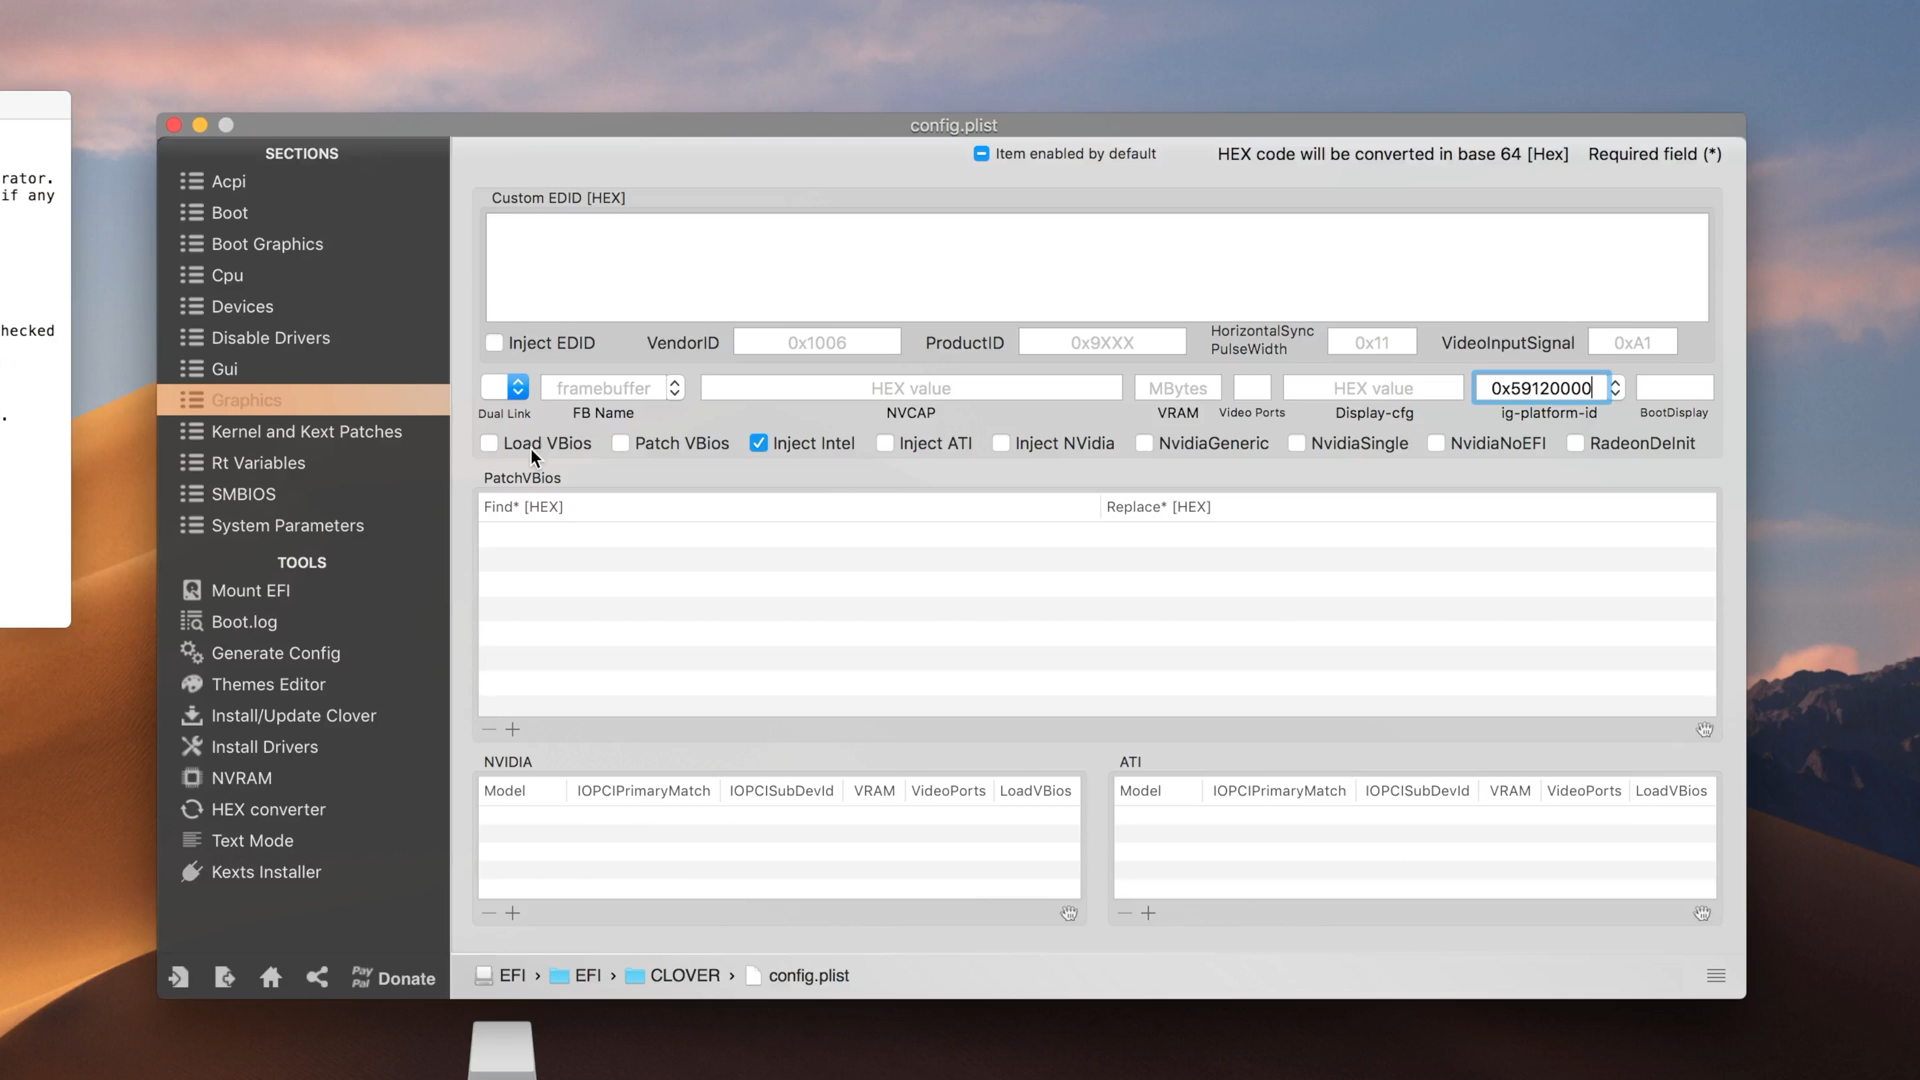 rator.
if any
hecked
.
config.plist
SECTIONS
Acpi
Boot
Boot Graphics
Cpu
Devices
Disable Drivers
Gui
Graphics
Kernel and Kext Patches
Rt Variables
SMBIOS
System Parameters
TOOLS
Mount EFI
Boot.log
Generate Config
Themes Editor
Install/Update Clover
Install Drivers
NVRAM
HEX converter
Text Mode
Kexts Installer
Pay Pal Donate
Item enabled by default HEX code will be converted in base 64 [Hex] Required field (*)
Custom EDID [HEX]
Inject EDID VendorID 0x1006 ProductID 0x9XXX HorizontalSync PulseWidth 0x11 VideoInputSignal 0xA1
framebuffer HEX value MBytes HEX value 0x59120000
Dual Link FB Name NVCAP VRAM Video Ports Display-cfg ig-platform-id BootDisplay
Load VBios Patch VBios Inject Intel Inject ATI Inject NVidia NvidiaGeneric NvidiaSingle NvidiaNoEFI RadeonDeInit
PatchVBios
Find* [HEX] Replace* [HEX]
NVIDIA
Model IOPCIPrimaryMatch IOPCISubDevId VRAM VideoPorts LoadVBios
ATI
Model IOPCIPrimaryMatch IOPCISubDevId VRAM VideoPorts LoadVBios
EFI › EFI › CLOVER › config.plist